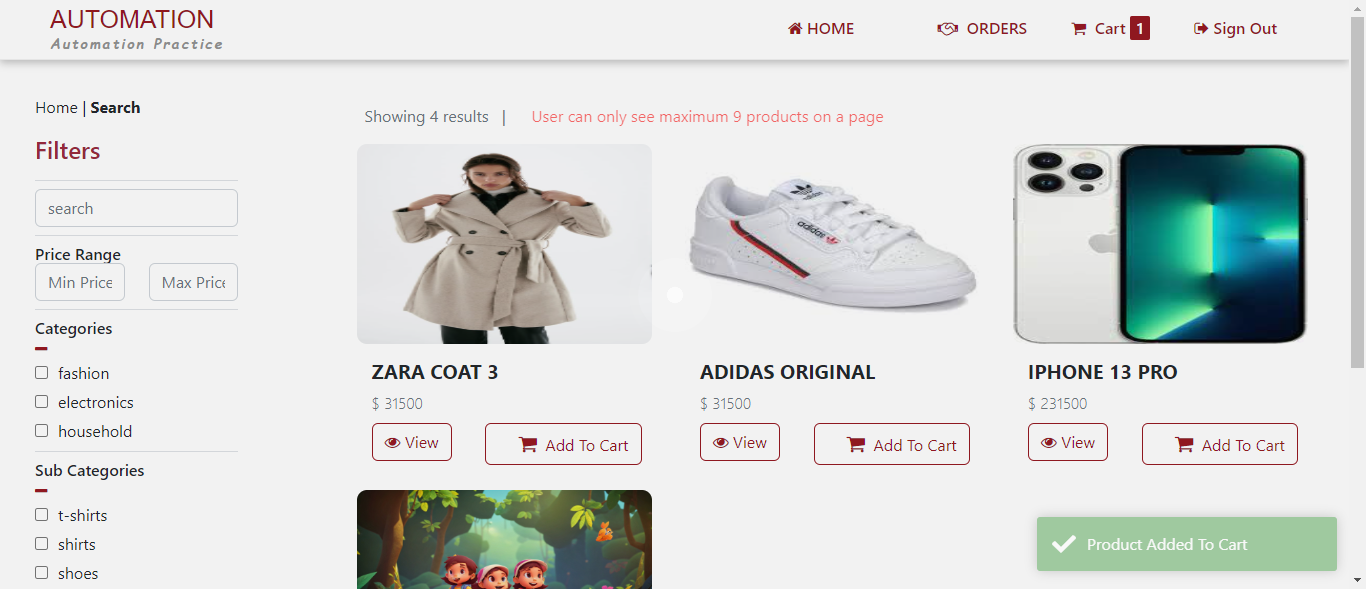 AUTOMATION
Automation Practice
HOME
ORDERS
Cart 1
Sign Out
Home | Search
Showing 4 results |
User can only see maximum 9 products on a page
Filters
search
Price Range
Min Price
Max Price
Categories
fashion
electronics
household
Sub Categories
t-shirts
shirts
shoes
adidas
ZARA COAT 3
$ 31500
View
Add To Cart
ADIDAS ORIGINAL
$ 31500
View
Add To Cart
IPHONE 13 PRO
$ 231500
View
Add To Cart
Product Added To Cart